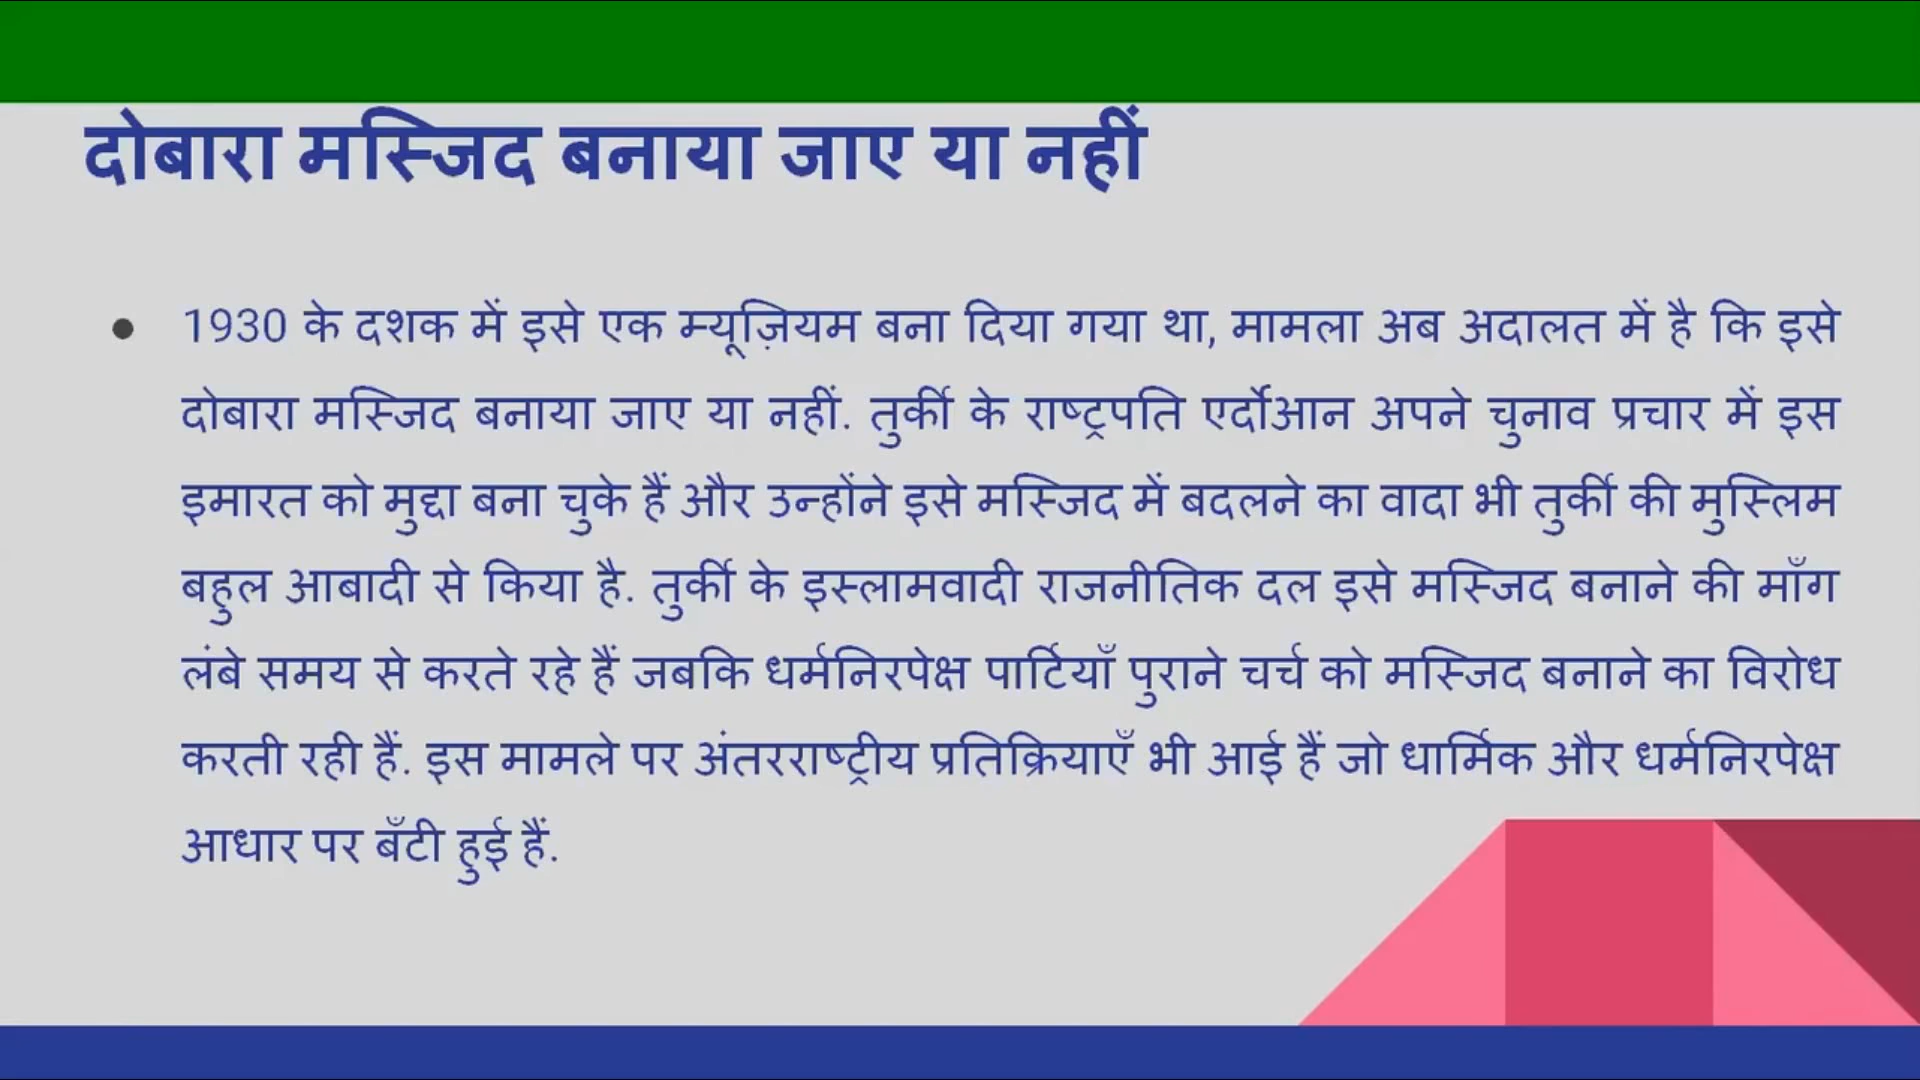 दोबारा मस्जिद बनाया जाए या नहीं
● 1930 के दशक में इसे एक म्यूज़ियम बना दिया गया था, मामला अब अदालत में है कि इसे
दोबारा मस्जिद बनाया जाए या नहीं. तुर्की के राष्ट्रपति एर्दोआन अपने चुनाव प्रचार में इस
इमारत को मुद्दा बना चुके हैं और उन्होंने इसे मस्जिद में बदलने का वादा भी तुर्की की मुस्लिम
बहुल आबादी से किया है. तुर्की के इस्लामवादी राजनीतिक दल इसे मस्जिद बनाने की माँग
लंबे समय से करते रहे हैं जबकि धर्मनिरपेक्ष पार्टियाँ पुराने चर्च को मस्जिद बनाने का विरोध
करती रही हैं. इस मामले पर अंतरराष्ट्रीय प्रतिक्रियाएँ भी आई हैं जो धार्मिक और धर्मनिरपेक्ष
आधार पर बँटी हुई हैं.